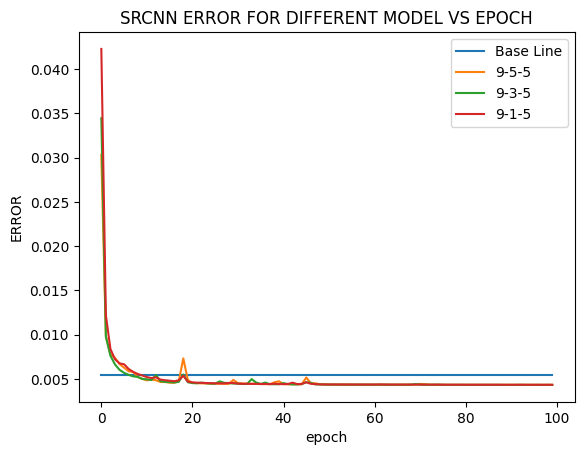 SRCNN ERROR FOR DIFFERENT MODEL VS EPOCH
Base Line
9-5-5
9-3-5
9-1-5
0.040
0.035
0.030
0.025
0.020
0.015
0.010
0.005
ERROR
0 20 40 60 80 100
epoch